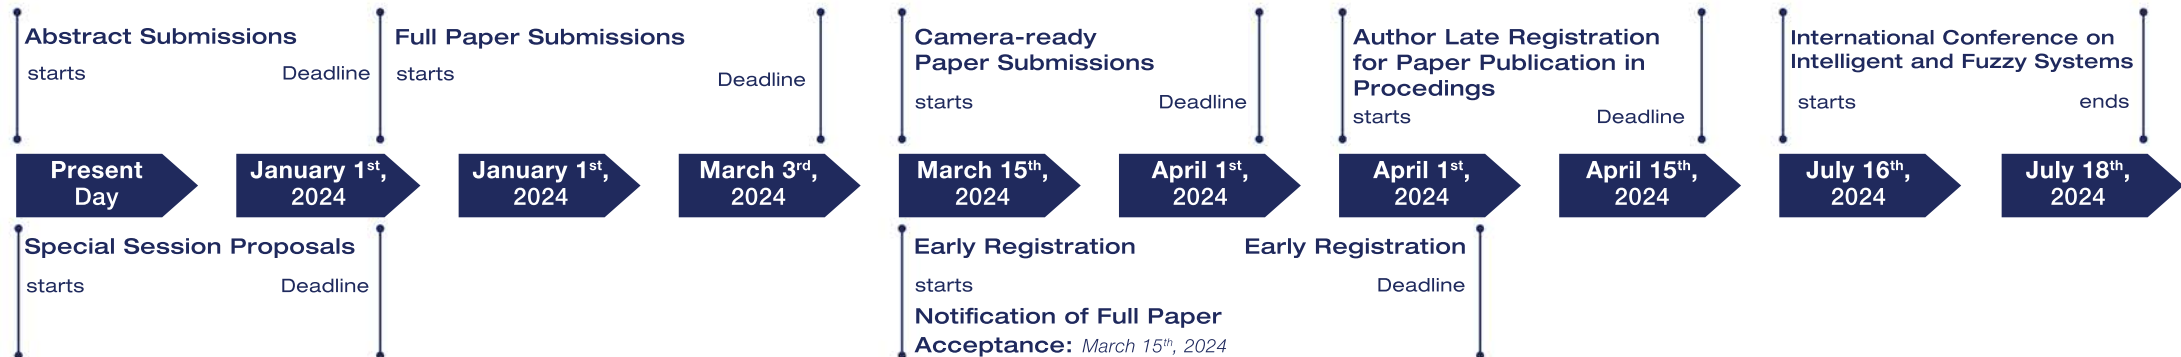 Abstract Submissions
starts Deadline
Full Paper Submissions
starts Deadline
Camera-ready
Paper Submissions
starts Deadline
Author Late Registration
for Paper Publication in
Procedings
starts Deadline
International Conference on
Intelligent and Fuzzy Systems
starts ends
Present
Day
January 1st,
2024
January 1st,
2024
March 3rd,
2024
March 15th,
2024
April 1st,
2024
April 1st,
2024
April 15th,
2024
July 16th,
2024
July 18th,
2024
Special Session Proposals
starts Deadline
Early Registration
starts
Early Registration
Deadline
Notification of Full Paper
Acceptance: March 15th, 2024